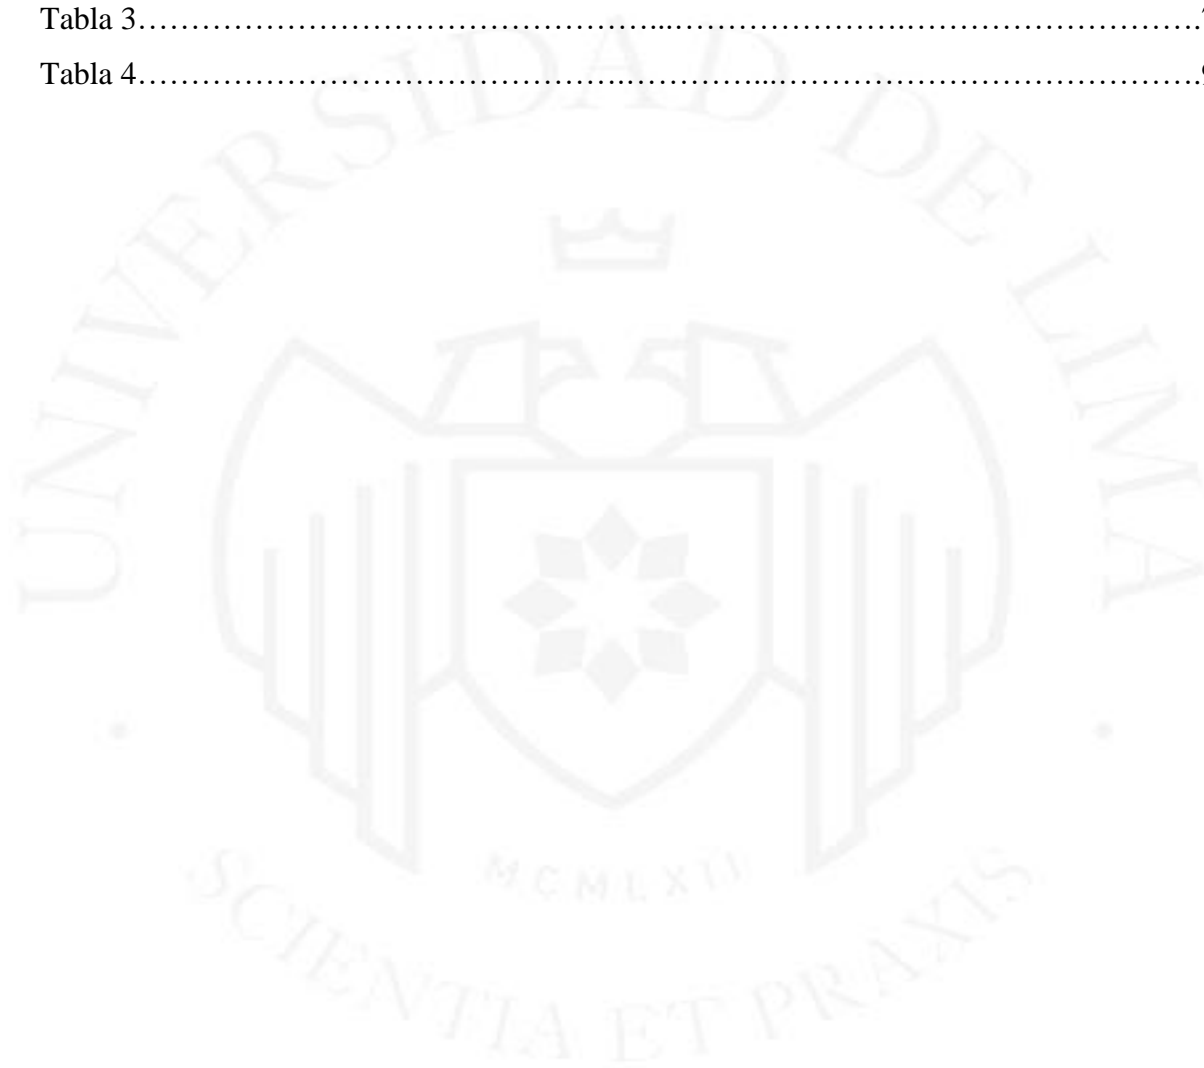 Tabla 3……………………………………………...…………………….………………………
Tabla 4………………………………………….…………...…………………………………….
UNIVERSIDAD DE LIMA
MCMLXII
SCIENTIA ET PRAXIS